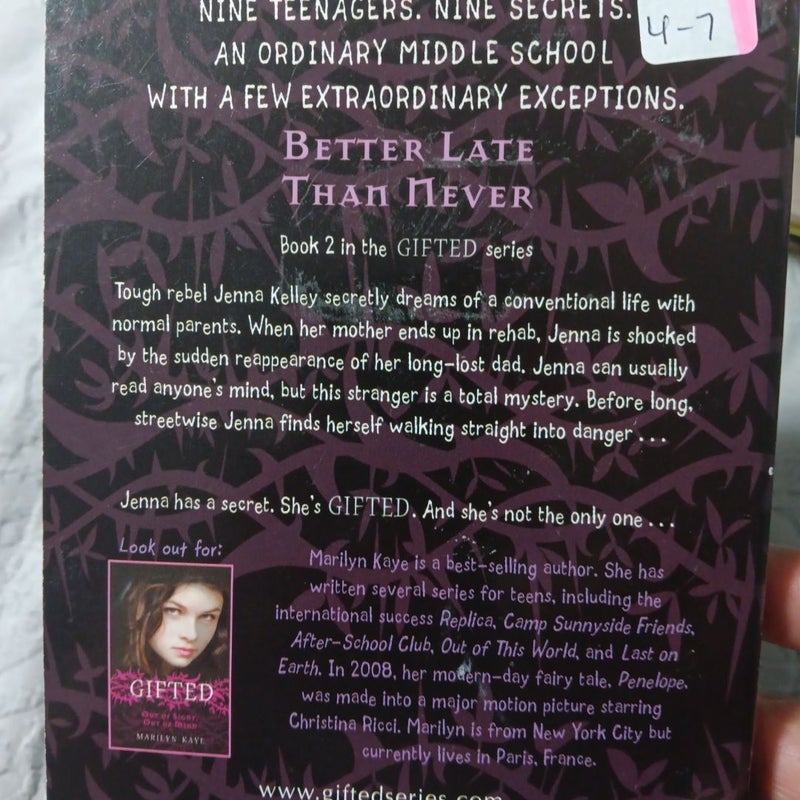 NINE TEENAGERS. NINE SECRETS.
4-7
AN ORDINARY MIDDLE SCHOOL
WITH A FEW EXTRAORDINARY EXCEPTIONS.
BETTER LATE
THAN NEVER
Book 2 in the GIFTED series
Tough rebel Jenna Kelley secretly dreams of a conventional life with
normal parents. When her mother ends up in rehab, Jenna is shocked
by the sudden reappearance of her long-lost dad. Jenna can usually
read anyone's mind, but this stranger is a total mystery. Before long,
streetwise Jenna finds herself walking straight into danger ...
Jenna has a secret. She's GIFTED. And she's not the only one ...
Look out for:
GIFTED
OUT OF SIGHT,
OUT OF MIND
MARILYN KAYE
Marilyn Kaye is a best-selling author. She has
written several series for teens, including the
international success Replica, Camp Sunnyside Friends,
After-School Club, Out of This World, and Last on
Earth. In 2008, her modern-day fairy tale, Penelope,
was made into a major motion picture starring
Christina Ricci. Marilyn is from New York City but
currently lives in Paris, France.
www.giftedseries.com